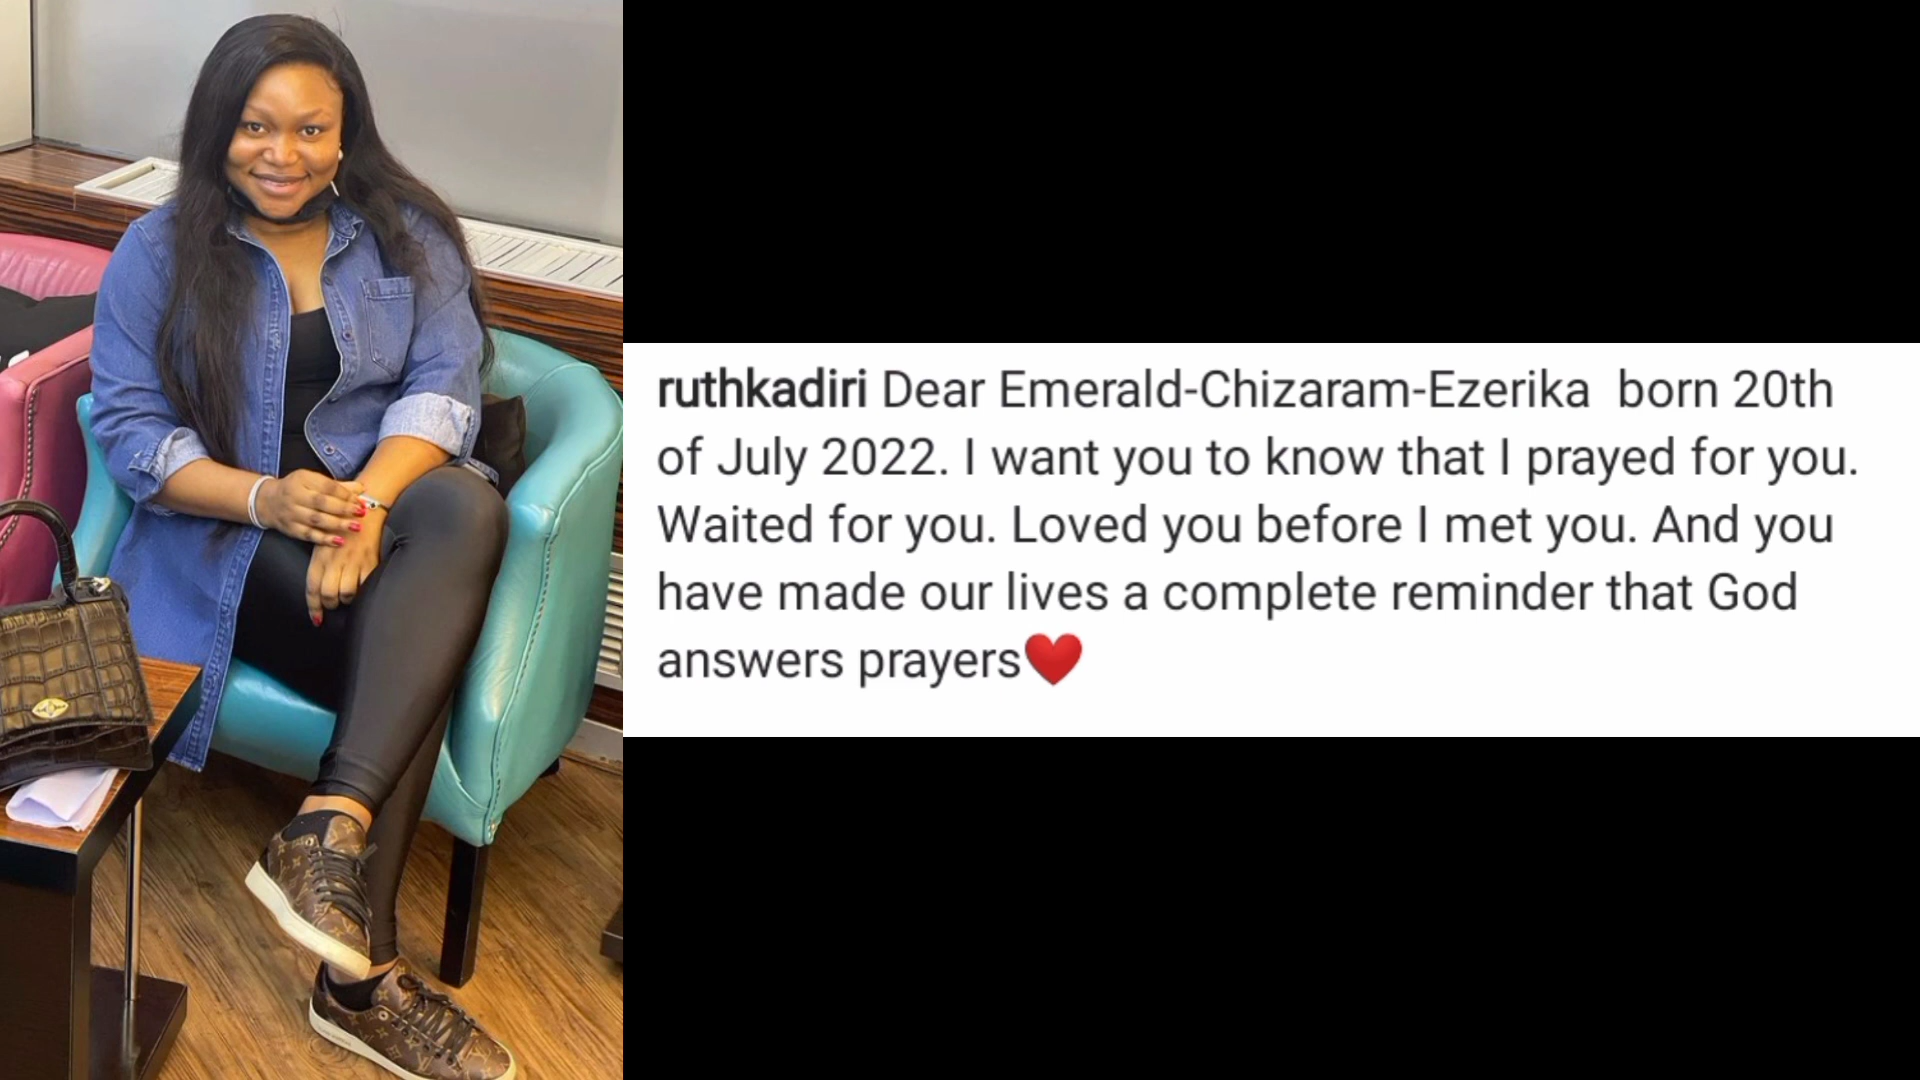 ruthkadiri Dear Emerald-Chizaram-Ezerika born 20th
of July 2022. I want you to know that I prayed for you.
Waited for you. Loved you before I met you. And you
have made our lives a complete reminder that God
answers prayers❤️